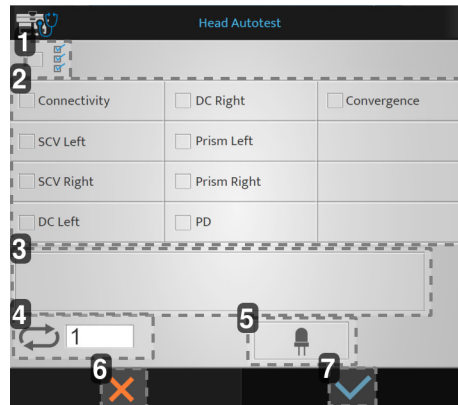 Head Autotest
1
2
Connectivity DC Right Convergence
SCV Left Prism Left
SCV Right Prism Right
DC Left PD
3
4 5
1
6 7